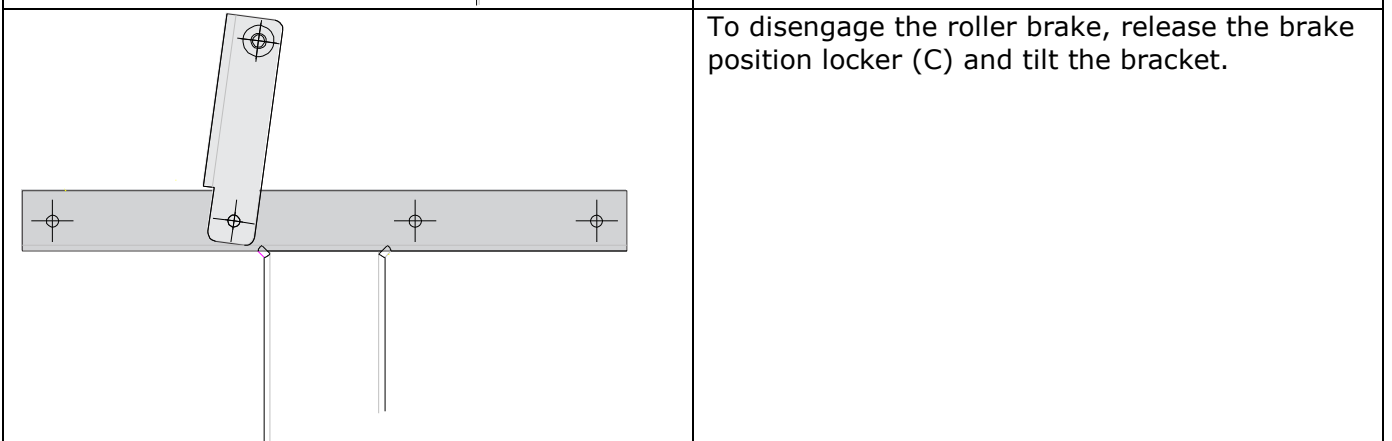 To disengage the roller brake, release the brake
position locker (C) and tilt the bracket.